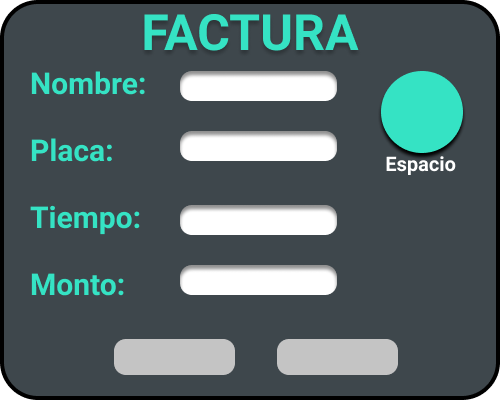 FACTURA
Nombre:
Placa:
Espacio
Tiempo:
Monto: